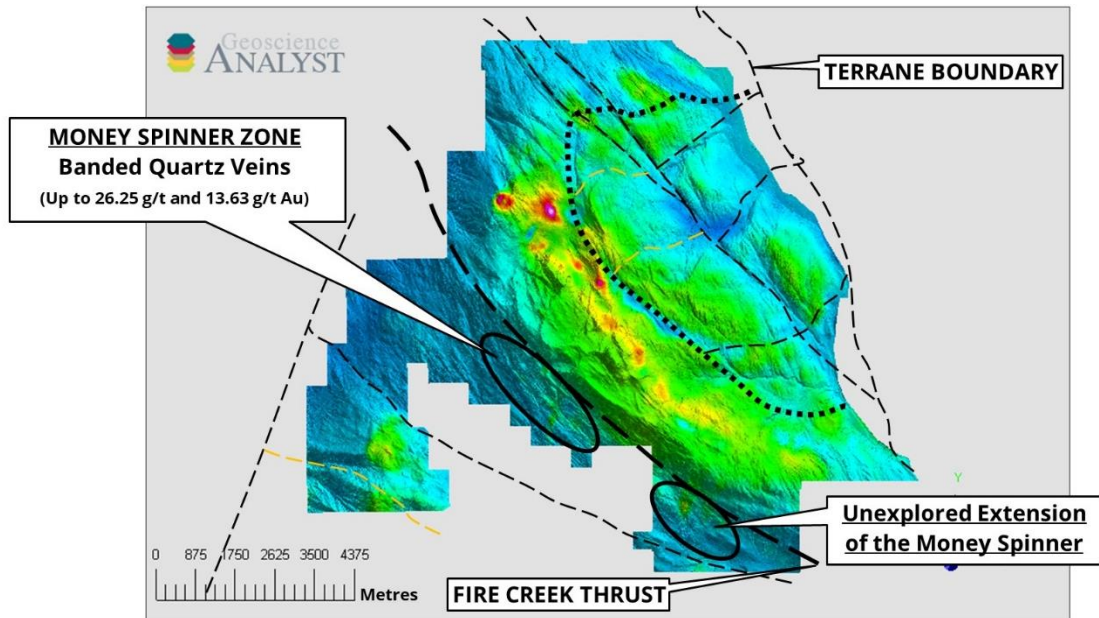 Geoscience
ANALYST
TERRANE BOUNDARY
MONEY SPINNER ZONE
Banded Quartz Veins
(Up to 26.25 g/t and 13.63 g/t Au)
Y
Unexplored Extension
of the Money Spinner
0 875 1750 2625 3500 4375
Metres
FIRE CREEK THRUST